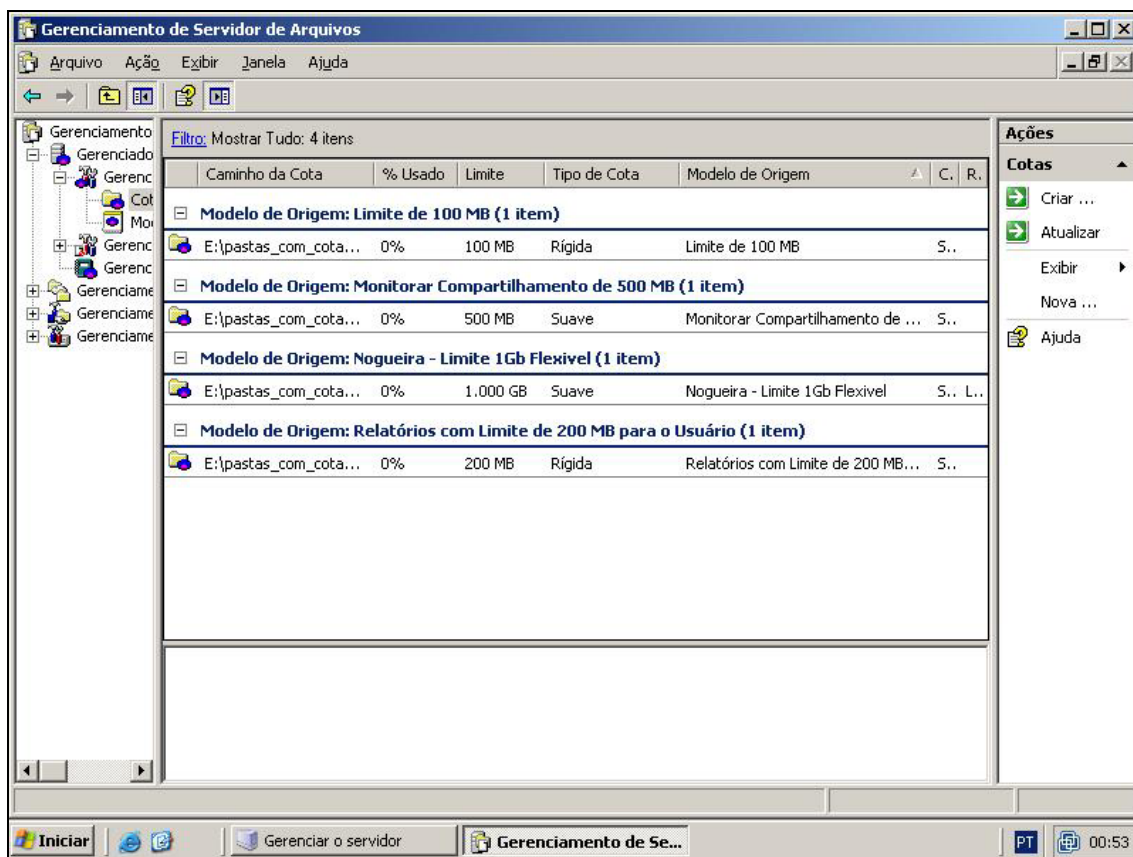 Gerenciamento de Servidor de Arquivos
Arquivo Ação Exibir Janela Ajuda
Gerenciamento
Gerenciado
Gerenc
Cot
Mo
Gerenc
Gerenc
Gerenciame
Gerenciame
Gerenciame
Filtro: Mostrar Tudo: 4 itens
Caminho da Cota % Usado Limite Tipo de Cota Modelo de Origem C. R.
Modelo de Origem: Limite de 100 MB (1 item)
E:\pastas_com_cota... 0% 100 MB Rígida Limite de 100 MB S..
Modelo de Origem: Monitorar Compartilhamento de 500 MB (1 item)
E:\pastas_com_cota... 0% 500 MB Suave Monitorar Compartilhamento de ... S..
Modelo de Origem: Nogueira - Limite 1Gb Flexivel (1 item)
E:\pastas_com_cota... 0% 1.000 GB Suave Nogueira - Limite 1Gb Flexivel S.. L..
Modelo de Origem: Relatórios com Limite de 200 MB para o Usuário (1 item)
E:\pastas_com_cota... 0% 200 MB Rígida Relatórios com Limite de 200 MB... S..
Ações
Cotas
Criar ...
Atualizar
Exibir
Nova ...
Ajuda
Iniciar Gerenciar o servidor Gerenciamento de Se... PT 00:53